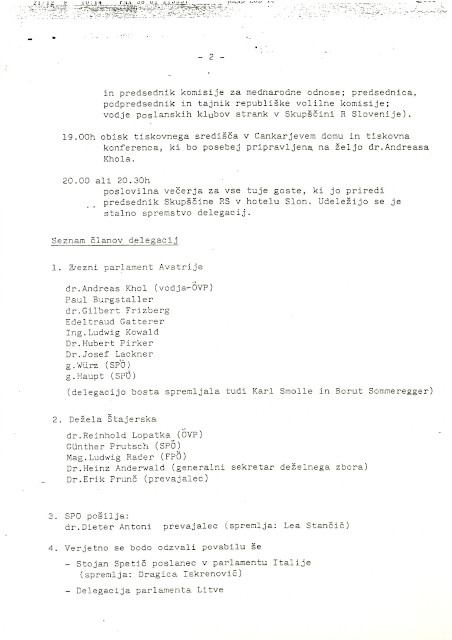 - 2 -
in predsednik komisije za mednarodne odnose; predsednica,
podpredsednik in tajnik republiške volilne komisije;
vodje poslanskih klubov strank v Skupščini R Slovenije).
19.00h obisk tiskovnega središča v Cankarjevem domu in tiskovna
konferenca, ki bo posebej pripravljena na željo dr.Andreasa
Khola.
20.00 ali 20.30h
poslovilna večerja za vse tuje goste, ki jo priredi
predsednik Skupščine RS v hotelu Slon. Udeležijo se je
stalno spremstvo delegacij.
Seznam članov delegacij
1. Zvezni parlament Avstrije
dr.Andreas Khol (vodja-ÖVP)
Paul Burgstaller
dr.Gilbert Frizberg
Edeltraud Gatterer
Ing.Ludwig Kowald
Dr.Hubert Pirker
Dr.Josef Lackner
g.Würz (SPÖ)
g.Haupt (SPÖ)
(delegacijo bosta spremljala tudi Karl Smolle in Borut Sommeregger)
2. Dežela Štajerska
dr.Reinhold Lopatka (ÖVP)
Günther Prutsch (SPÖ)
Mag.Ludwig Rader (FPÖ)
Dr.Heinz Anderwald (generalni sekretar deželnega zbora)
Dr.Erik Prunč (prevajalec)
3. SPO pošilja:
dr.Dieter Antoni prevajalec (spremlja: Lea Stančič)
4. Verjetno se bodo odzvali povabilu še
- Stojan Spetič poslanec v parlamentu Italije
(spremlja: Dragica Iskrenovič)
- Delegacija parlamenta Litve